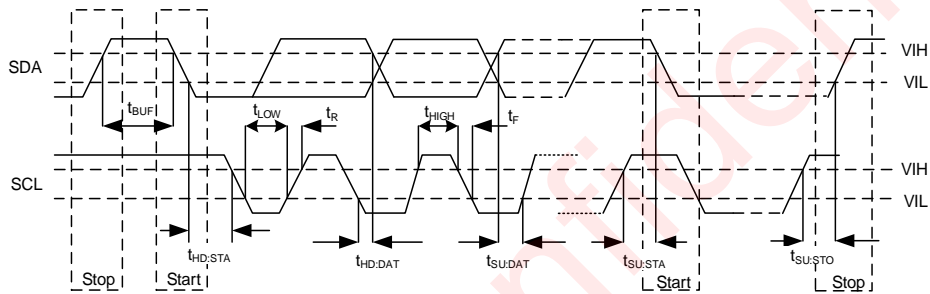 SDA
VIH
VIL
tBUF
tLOW
tR
tHIGH
tF
SCL
VIH
VIL
tHD:STA
tHD:DAT
tSU:DAT
tSU:STA
tSU:STO
Stop
Start
Start
Stop